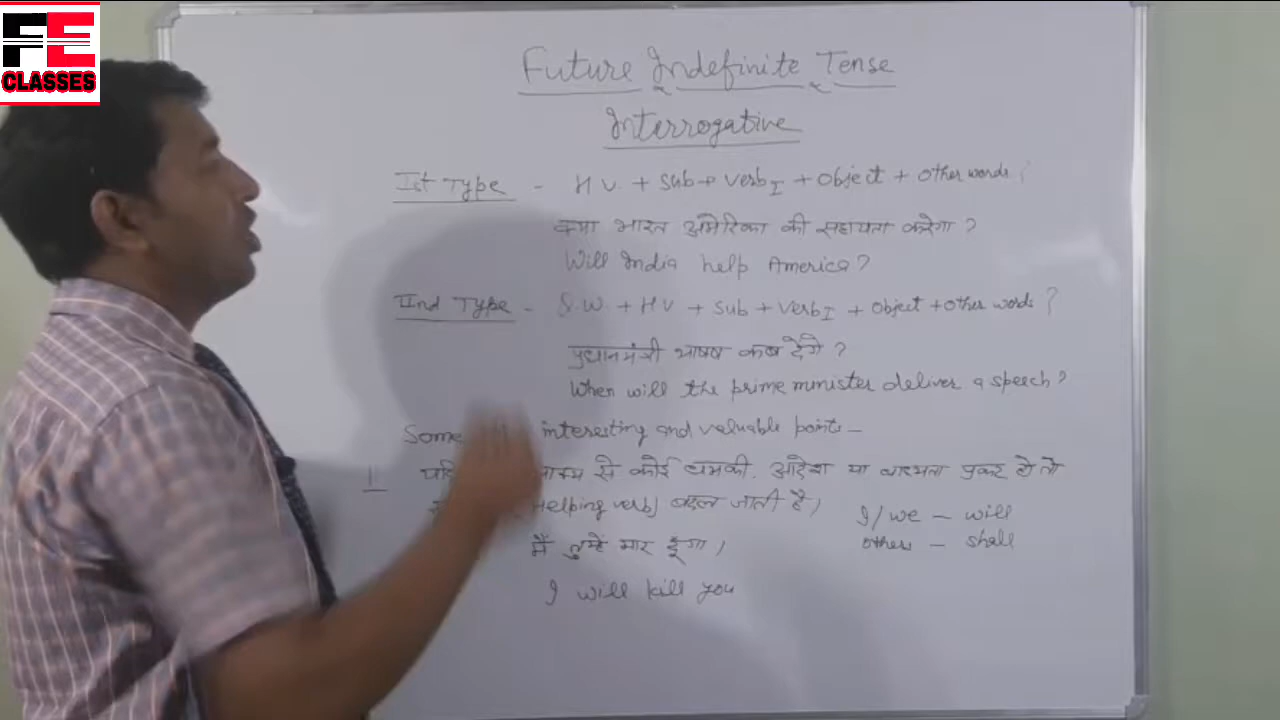 FE
CLASSES
Future Indefinite Tense
Interrogative
Ist Type - H V. + Sub + Verb I + Object + Other words ?
क्या भारत अमेरिका की सहायता करेगा ?
Will India help America ?
IInd Type - Q.W. + HV + Sub + Verb I + Object + Other words ?
प्रधानमंत्री भाषण कब देंगे ?
When will the prime minister deliver a speech ?
Some interesting and valuable points -
1 यदि वाक्य से कोई धमकी, आदेश या बाध्यता प्रकट हो तो
Helping verb) बदल जाती है।
I/we - will
others - shall
मैं तुम्हें मार दूंगा।
I will kill you